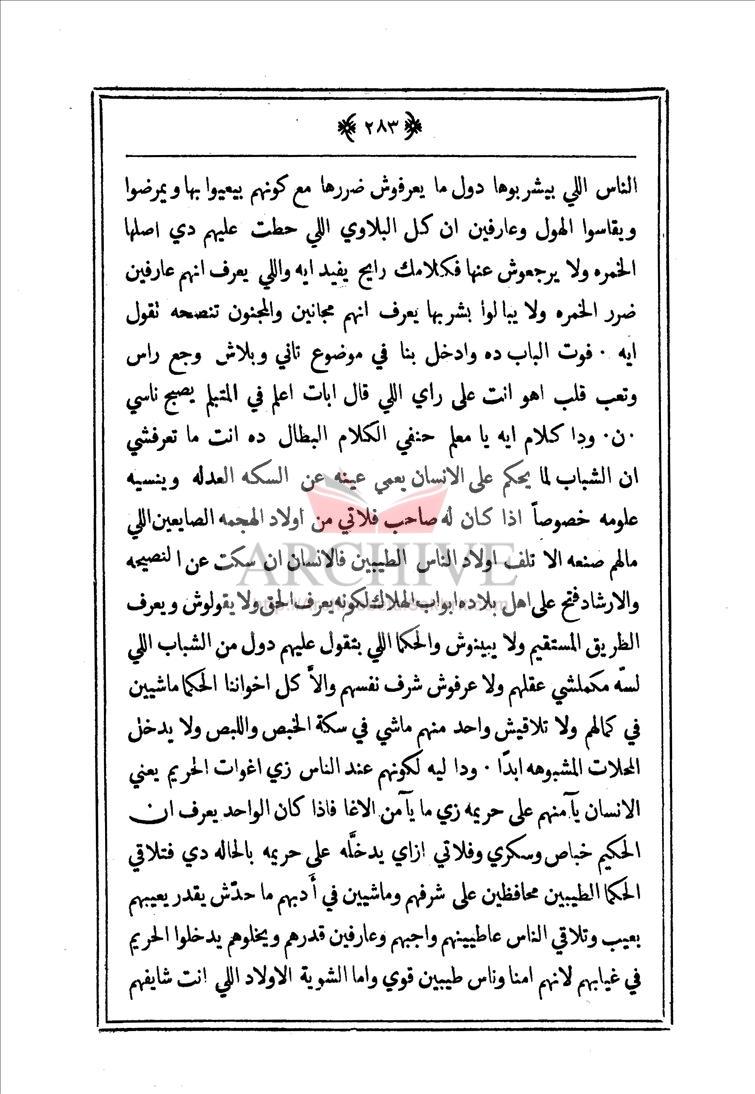 ﴿ ٢٨٣ ﴾
الناس اللي بيشربوها دول ما يعرفوش ضررها مع كونهم بيعيوا بها ويمرضوا
ويقاسوا الهول وعارفين ان كل البلاوي اللي حطت عليهم دي اصلها
الخمره ولا يرجعوش عنها فكلامك رايح يفيد ايه واللي يعرف انهم عارفين
ضرر الخمره ولا يبالوا بشربها يعرف انهم مجانين والمجنون تنصحه تقول
ايه ٠ فوت الباب ده وادخل بنا في موضوع تاني وبلاش وجع راس
وتعب قلب اهو انت على راي اللي قال ابات اعلم في المتبلم يصبح ناسي
٠ن٠ ودا كلام ايه يا معلم حنفي الكلام البطال ده انت ما تعرفشي
ان الشباب لما يحكم على الانسان يعمي عينه عن السكه العدله وينسيه
علومه خصوصاً اذا كان له صاحب فلاتي من اولاد الهجمه الصايعين اللي
مالهم صنعه الا تلف اولاد الناس الطيبين فالانسان ان سكت عن النصيحه
والارشاد فتح على اهل بلاده ابواب الهلاك لكونه يعرف الحق ولا يقولوش ويعرف
الطريق المستقيم ولا يبينوش والحكما اللي بتقول عليهم دول من الشباب اللي
لسّه مكملشي عقلهم ولا عرفوش شرف نفسهم والاّ كل اخواننا الحكما ماشيين
في كمالهم ولا تلاقيش واحد منهم ماشي في سكة الخبص واللبص ولا يدخل
المحلات المشبوهه ابدًا ٠ ودا ليه لكونهم عند الناس زي اغوات الحريم يعني
الانسان يأمنهم على حريمه زي ما يأمن الاغا فاذا كان الواحد يعرف ان
الحكيم خباص وسكري وفلاتي ازاي يدخلَّه على حريمه بالحاله دي فتلاقي
الحكما الطيبين محافظين على شرفهم وماشيين في أدبهم ما حدّش يقدر يعيبهم
بعيب وتلاقي الناس عاطيينهم واجبهم وعارفين قدرهم ويخلوهم يدخلوا الحريم
في غيابهم لانهم امنا وناس طيبين قوي واما الشوية الاولاد اللي انت شايفهم
ARCHIVE